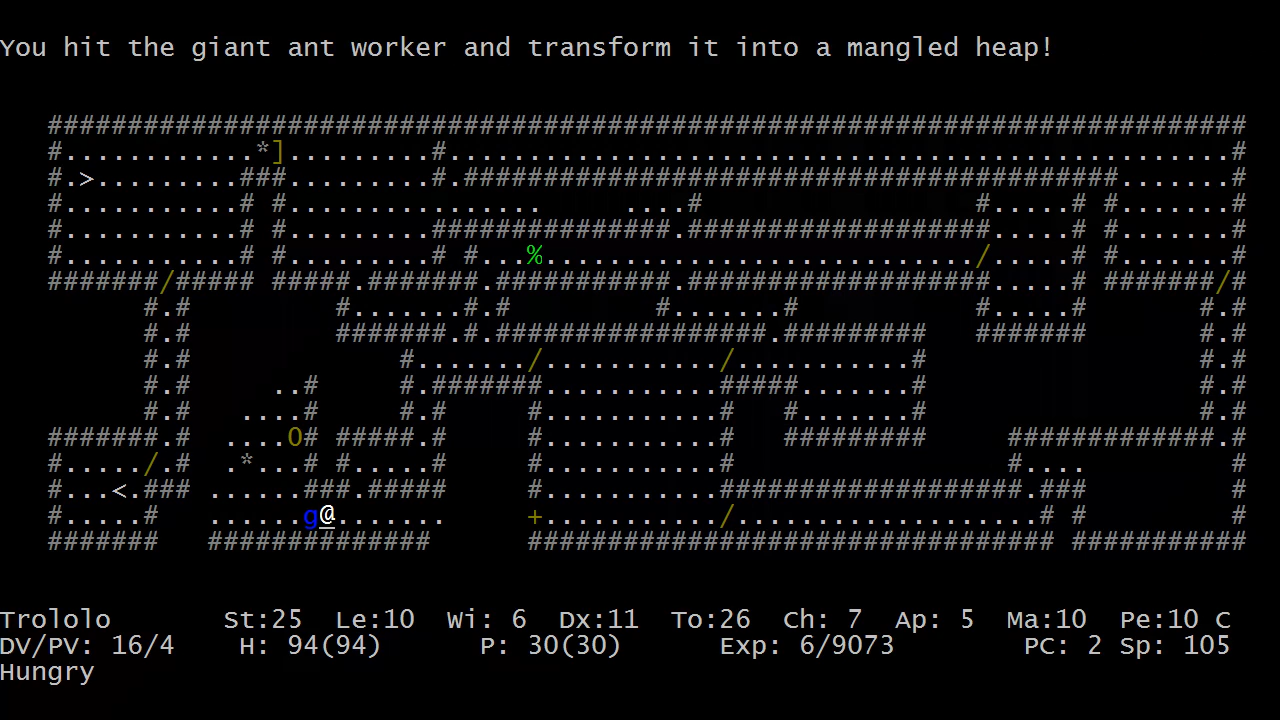 You hit the giant ant worker and transform it into a mangled heap!
###########################################################################
#............*].........#.................................................#
#.>.........###.........#.#########################################.......#
#...........# #................     ....#                 #.....# #.......#
#...........# #.........###############.###################.....# #.......#
#...........# #.........# #...%.........................../.....# #.......#
#######/##### #####.#######.###########.###################.....# #######/#
      #.#         #.......#.#         #.......#           #.....#       #.#
      #.#         #######.#.#################.#########   #######       #.#
      #.#             #......./.........../...........#                 #.#
      #.#     ..#     #.#######...........#####.......#                 #.#
      #.#   ....#     #.#     #...........#   #.......#                 #.#
#######.#  ....O# #####.#     #...........#   #########     #############.#
#...../.#  .*...# #.....#     #...........#                 #....         #
#...<.### ......###.#####     #...........###################.###         #
#.....#   ......g@.......     +.........../...................# #         #
#######   ##############      ################################# ###########
Trololo St:25 Le:10 Wi: 6 Dx:11 To:26 Ch: 7 Ap: 5 Ma:10 Pe:10 C
DV/PV: 16/4 H: 94(94) P: 30(30) Exp: 6/9073 PC: 2 Sp: 105
Hungry